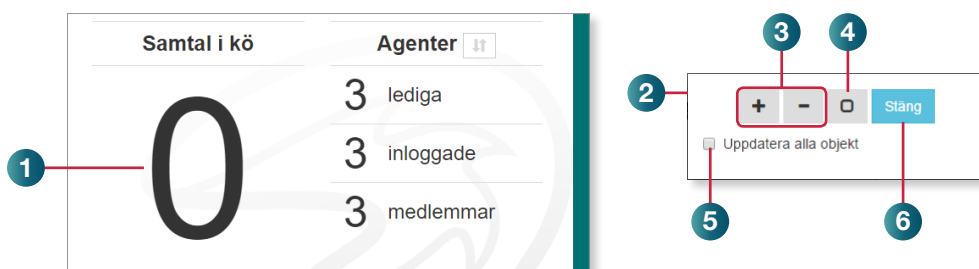 Samtal i kö
Agenter
0
3 lediga
3 inloggade
3 medlemmar
1
2
3
4
+ - Stäng
Uppdatera alla objekt
5
6